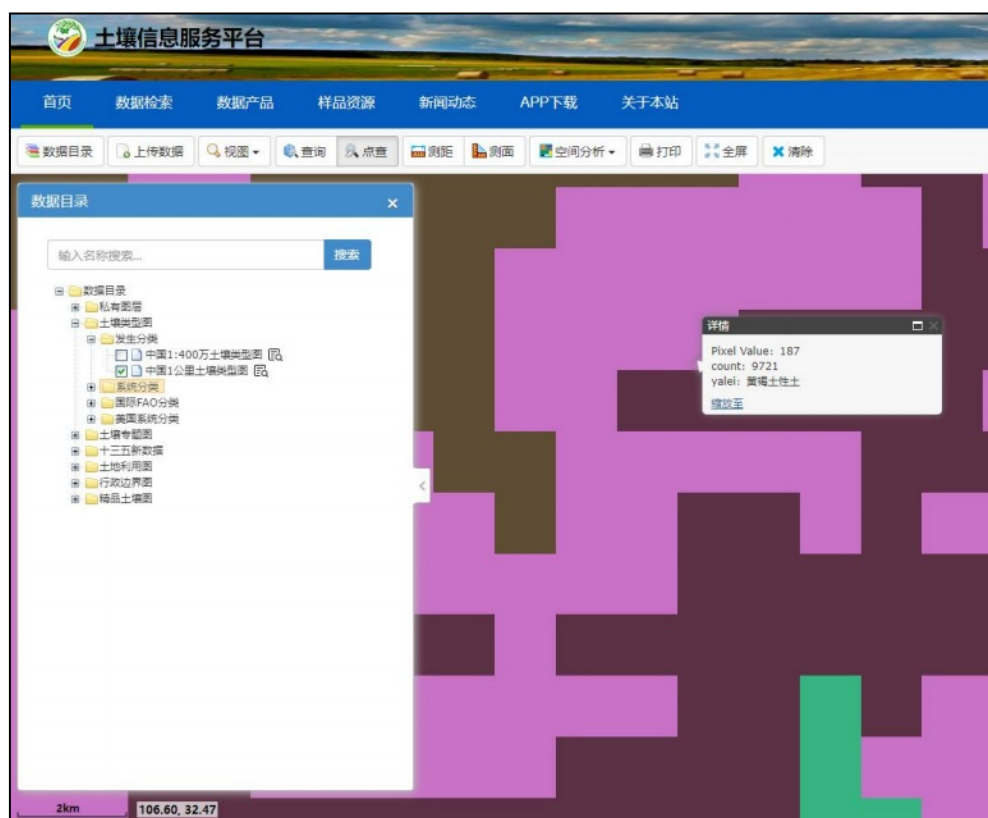 土壤信息服务平台
首页 数据检索 数据产品 样品资源 新闻动态 APP下载 关于本站
数据目录 上传数据 视图 查询 点查 测距 测面 空间分析 打印 全屏 清除
数据目录
输入名称搜索... 搜索
数据目录
私有图层
土壤类型图
发生分类
中国1:400万土壤类型图
中国1公里土壤类型图
系统分类
国际FAO分类
美国系统分类
土壤专题图
十三五新数据
土地利用图
行政边界图
精品土壤图
详情
Pixel Value: 187
count: 9721
yalei: 黄褐土性土
缩放至
2km 106.60, 32.47